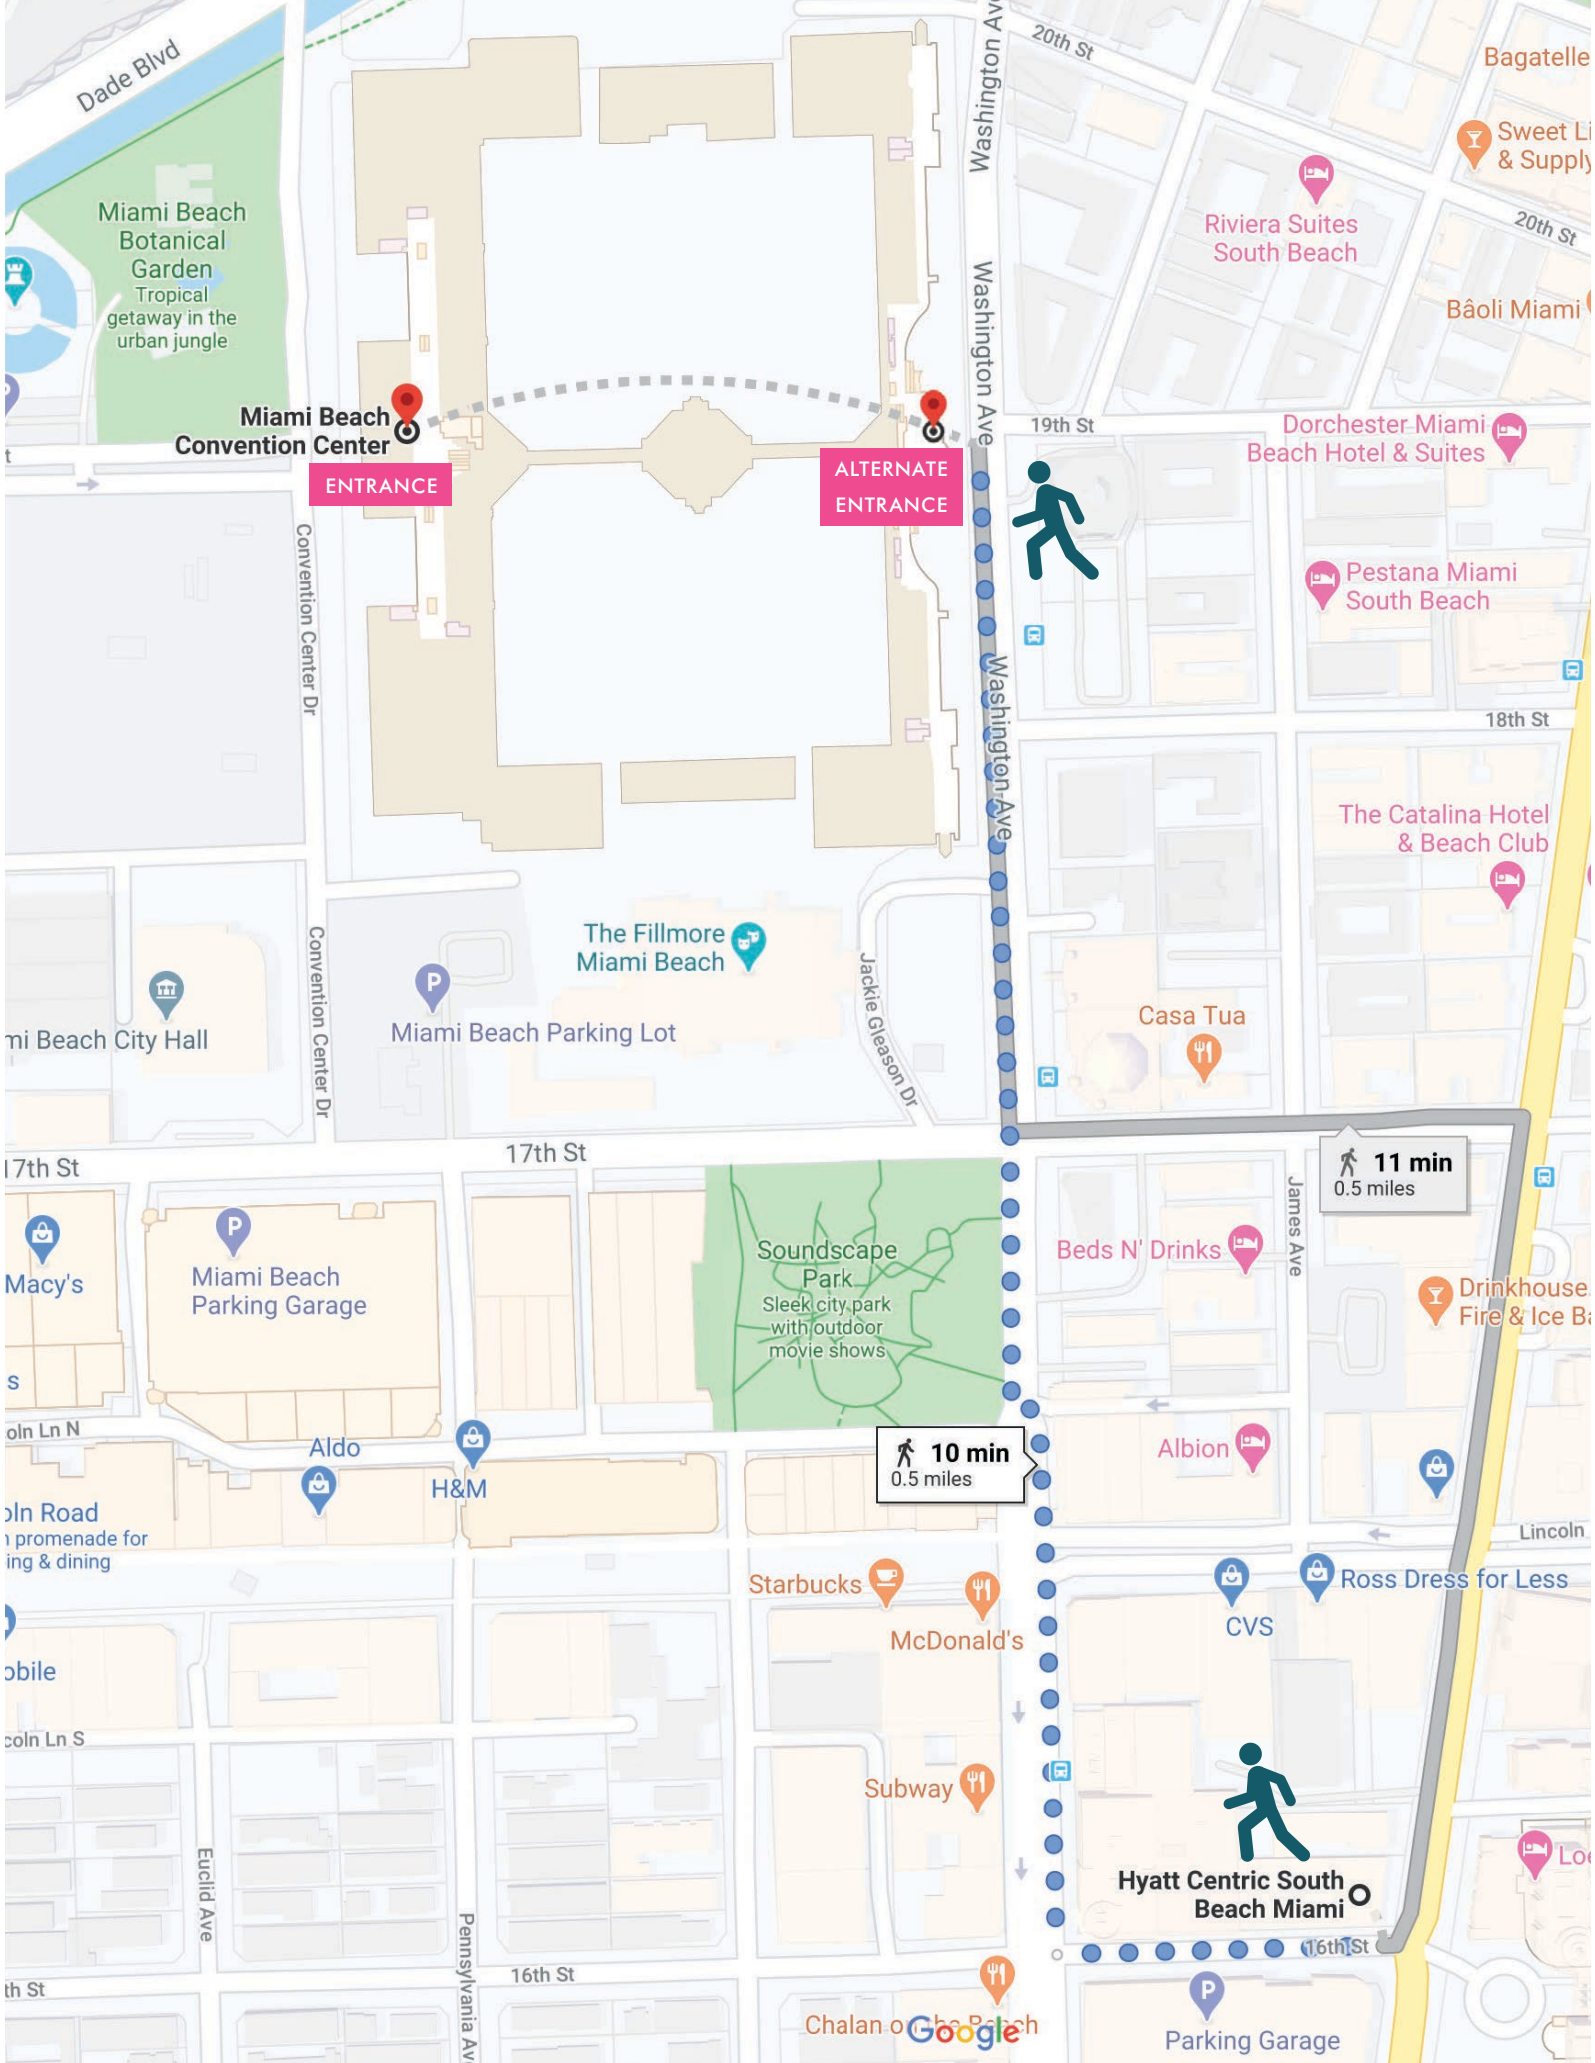 Dade Blvd
Washington Ave
20th St
Bagatelle
Sweet Li
& Supply
Miami Beach
Botanical
Garden
Tropical
getaway in the
urban jungle
Riviera Suites
South Beach
20th St
Washington Ave
Bâoli Miami
Miami Beach
Convention Center
ENTRANCE
ALTERNATE
ENTRANCE
19th St
Dorchester Miami
Beach Hotel & Suites
t
Convention Center Dr
Pestana Miami
South Beach
Washington Ave
18th St
The Catalina Hotel
& Beach Club
The Fillmore
Miami Beach
Convention Center Dr
P
Miami Beach Parking Lot
mi Beach City Hall
Jackie Gleason Dr
Casa Tua
17th St
17th St
11 min
0.5 miles
James Ave
Macy's
P
Miami Beach
Parking Garage
Soundscape
Park
Sleek city park
with outdoor
movie shows
Beds N' Drinks
Drinkhouse
Fire & Ice Ba
s
oln Ln N
Aldo
H&M
10 min
0.5 miles
Albion
oln Road
n promenade for
ing & dining
Lincoln
Starbucks
McDonald's
CVS
Ross Dress for Less
obile
coln Ln S
Subway
Euclid Ave
Pennsylvania Av
Hyatt Centric South
Beach Miami
16th St
16th St
th St
P
Parking Garage
Chalan on the Beach
Google
Loe